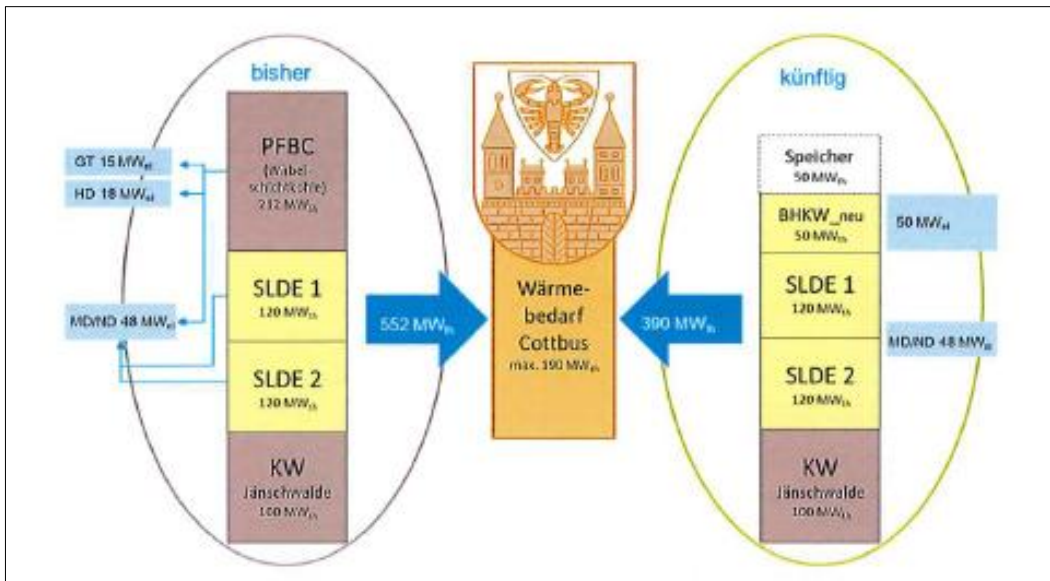 bisher
PFBC
(Wirbel-
schichtkohle)
212 MWth
SLDE 1
120 MWth
SLDE 2
120 MWth
KW
Jänschwalde
100 MWth
GT 15 MWel
HD 18 MWel
MD/ND 48 MWel
552 MWth
Wärme-
bedarf
Cottbus
max. 190 MWth
390 MWth
künftig
Speicher
50 MWth
BHKW_neu
50 MWth
SLDE 1
120 MWth
SLDE 2
120 MWth
KW
Jänschwalde
100 MWth
50 MWel
MD/ND 48 MWel